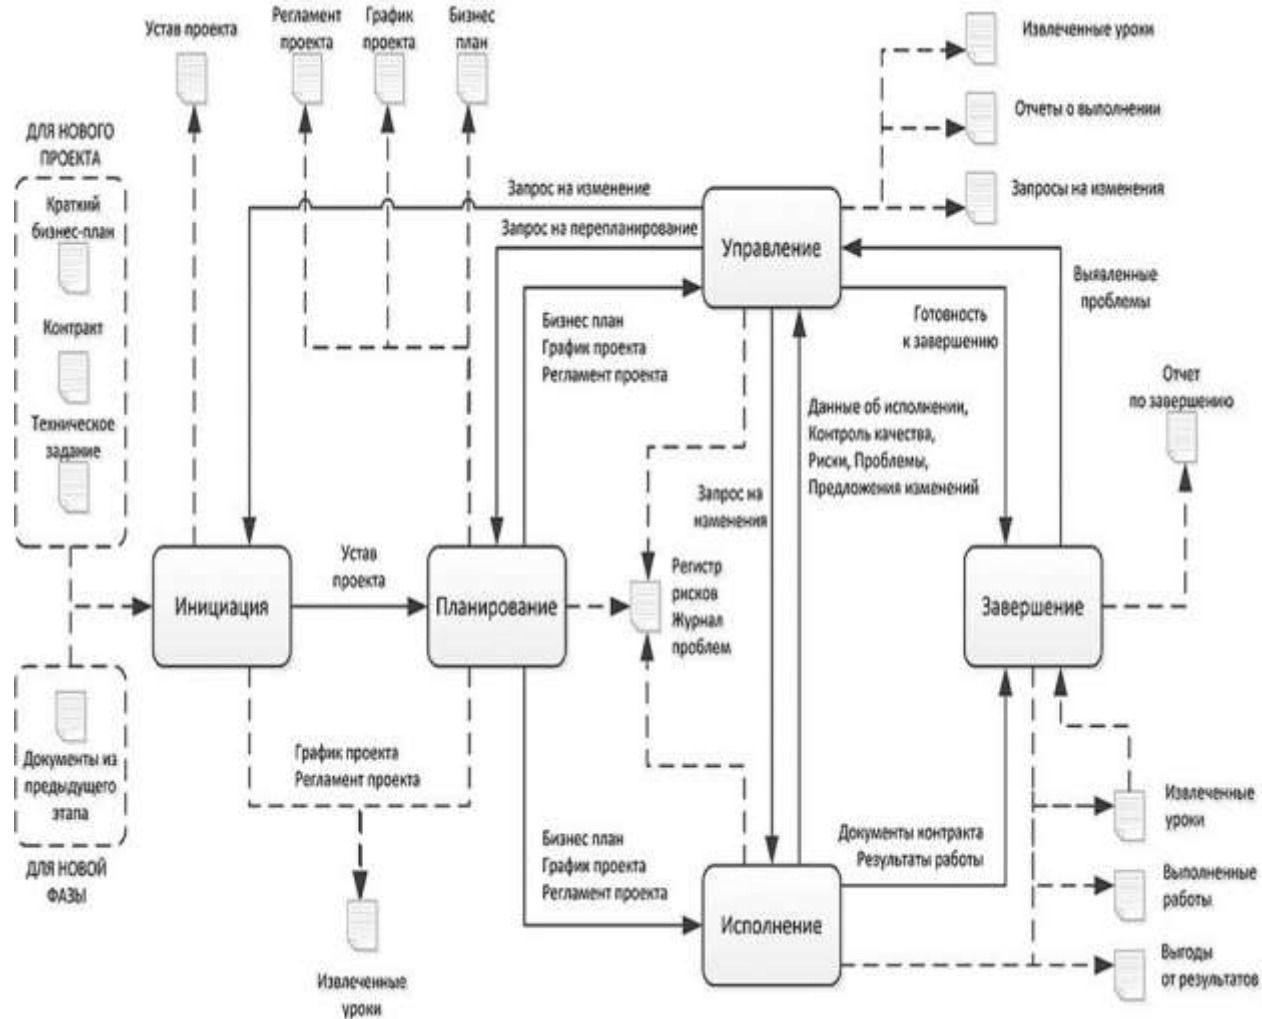 Устав проекта
Регламент
проекта
График
проекта
Бизнес
план
Извлеченные уроки
Отчеты о выполнении
Запросы на изменения
ДЛЯ НОВОГО
ПРОЕКТА
Краткий
бизнес-план
Контракт
Техническое
задание
Запрос на изменение
Запрос на перепланирование
Управление
Бизнес план
График проекта
Регламент проекта
Выявленные
проблемы
Готовность
к завершению
Отчет
по завершению
Данные об исполнении,
Контроль качества,
Риски, Проблемы,
Предложения изменений
Запрос на
изменения
Инициация
Устав
проекта
Планирование
Регистр
рисков
Журнал
проблем
Завершение
Документы из
предыдущего
этапа
ДЛЯ НОВОЙ
ФАЗЫ
График проекта
Регламент проекта
Извлеченные
уроки
Бизнес план
График проекта
Регламент проекта
Документы контракта
Результаты работы
Исполнение
Извлеченные
уроки
Выполненные
работы
Выгоды
от результатов